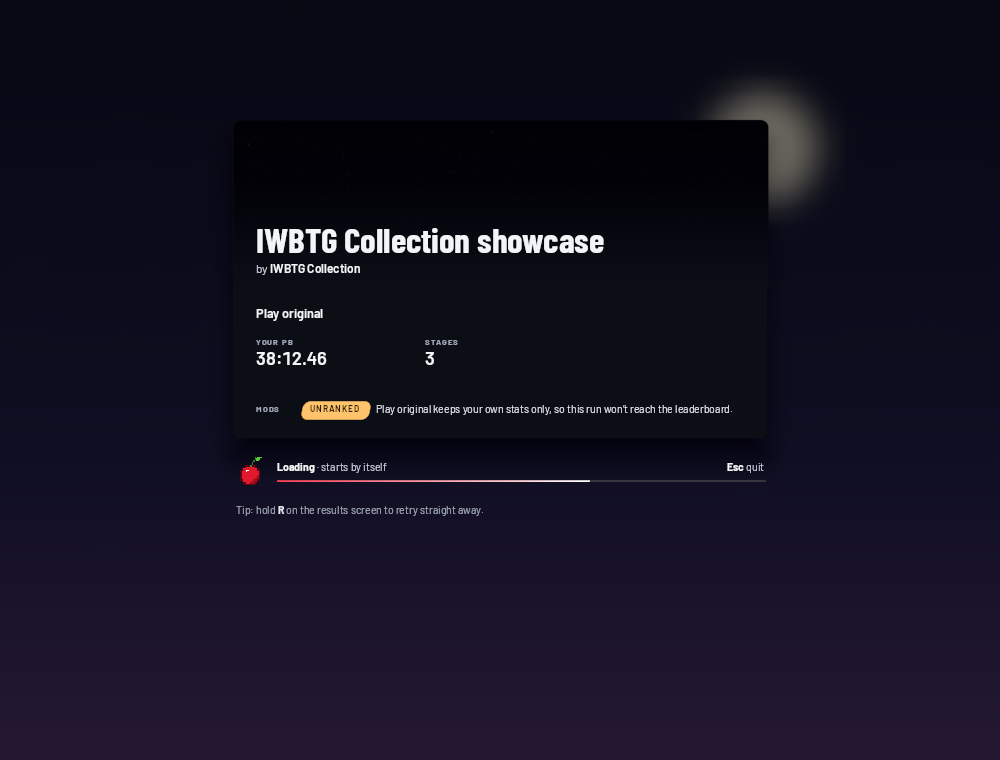 IWBTG Collection showcase
by IWBTG Collection
Play original
YOUR PB STAGES
38:12.46 3
MODS UNRANKED Play original keeps your own stats only, so this run won't reach the leaderboard.
Loading · starts by itself Esc quit
Tip: hold R on the results screen to retry straight away.